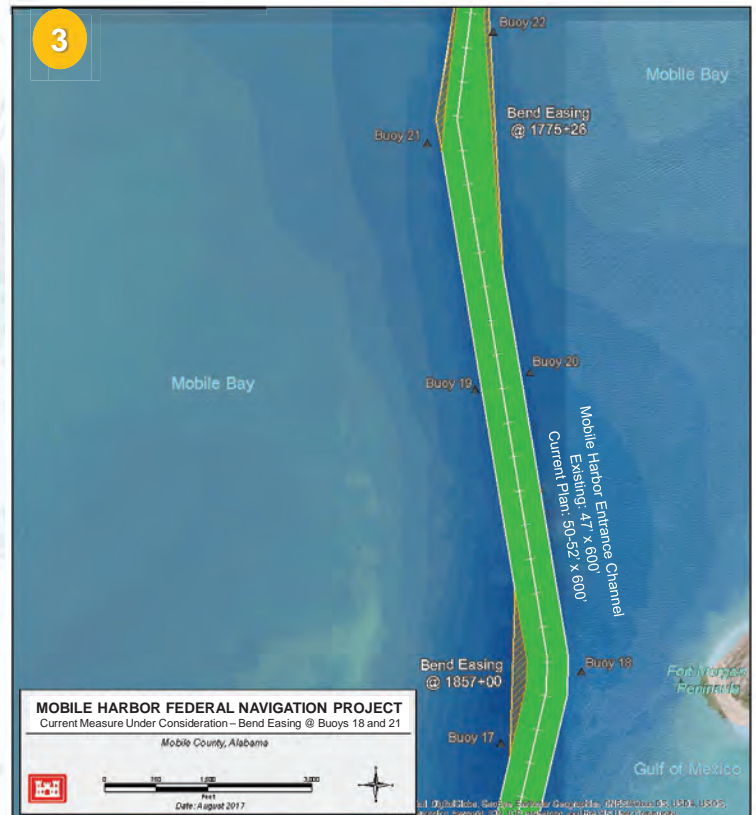 3
Buoy 22
Mobile Bay
Bend Easing
@ 1775+26
Buoy 21
Mobile Bay
Buoy 20
Buoy 19
Mobile Harbor Entrance Channel
Existing: 47' x 600'
Current Plan: 50-52' x 600'
Bend Easing
@ 1857+00
Buoy 18
Fort Morgan
Peninsula
Buoy 17
Gulf of Mexico
MOBILE HARBOR FEDERAL NAVIGATION PROJECT
Current Measure Under Consideration – Bend Easing @ Buoys 18 and 21
Mobile County, Alabama
0 750 1,500 3,000
Feet
Date: August 2017